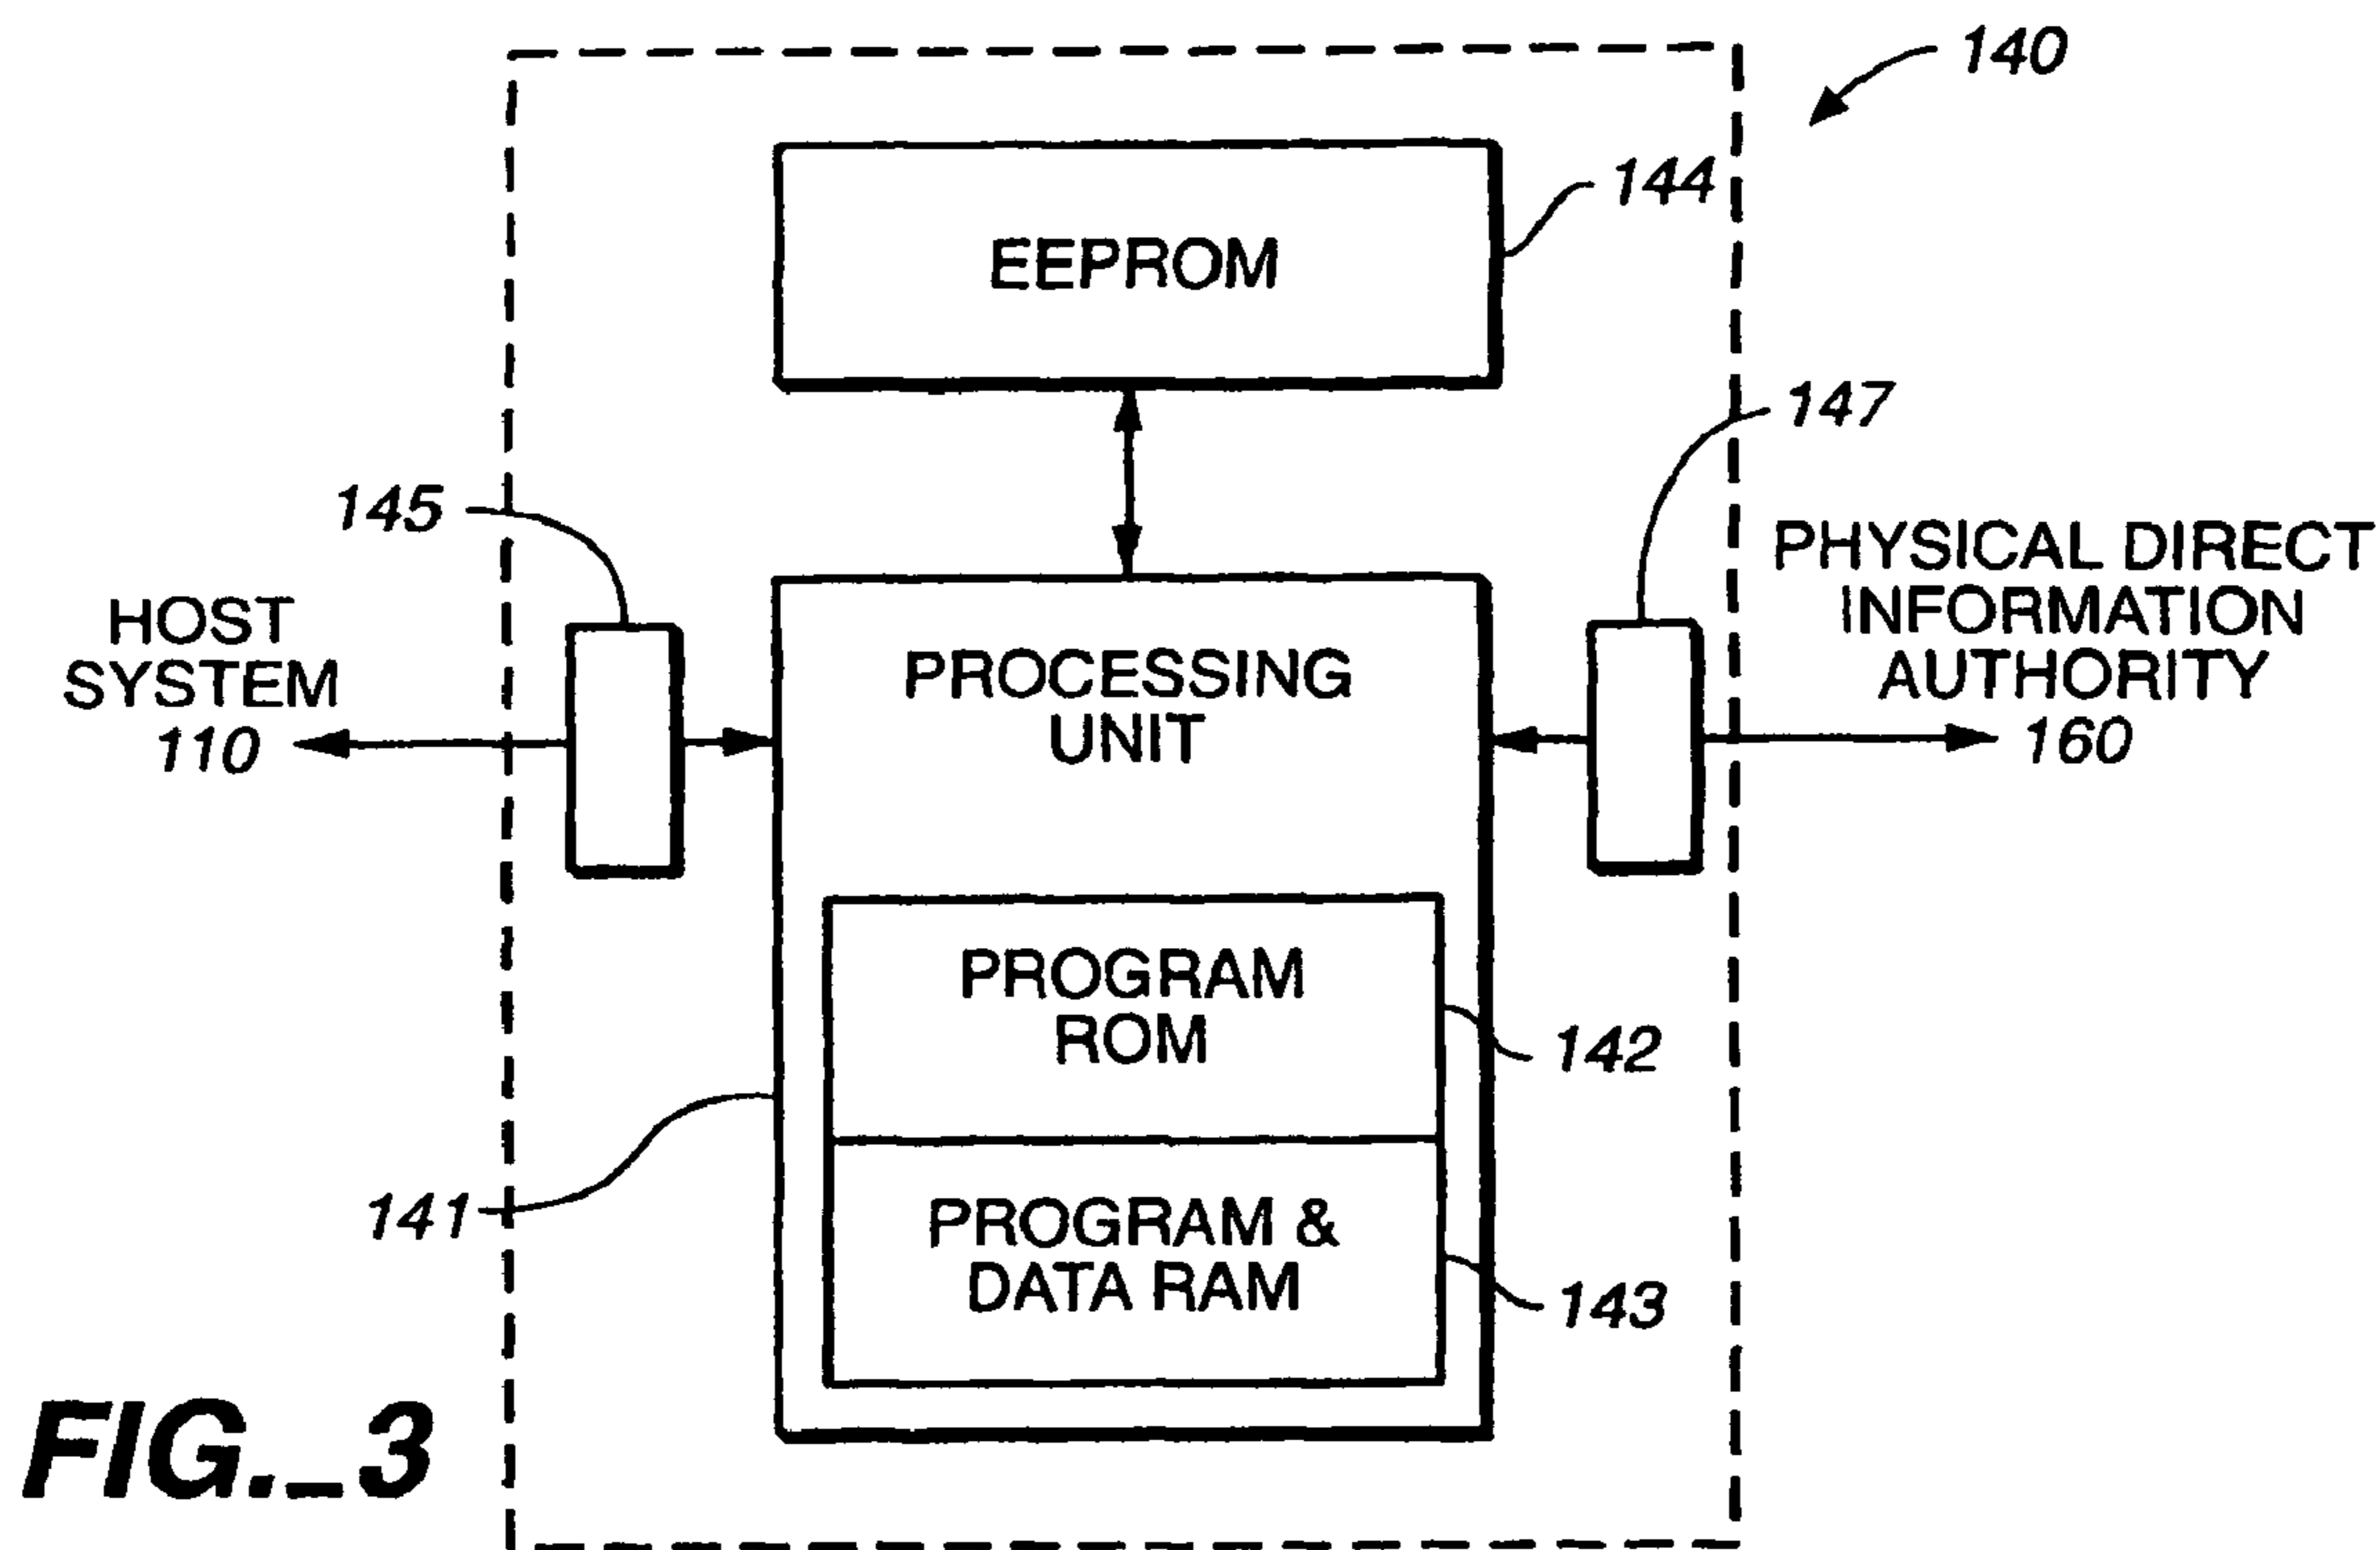 140
EEPROM
144
147
145
HOST
SYSTEM
110
PROCESSING
UNIT
PHYSICAL DIRECT
INFORMATION
AUTHORITY
160
PROGRAM
ROM
142
141
PROGRAM &
DATA RAM
143
FIG._3